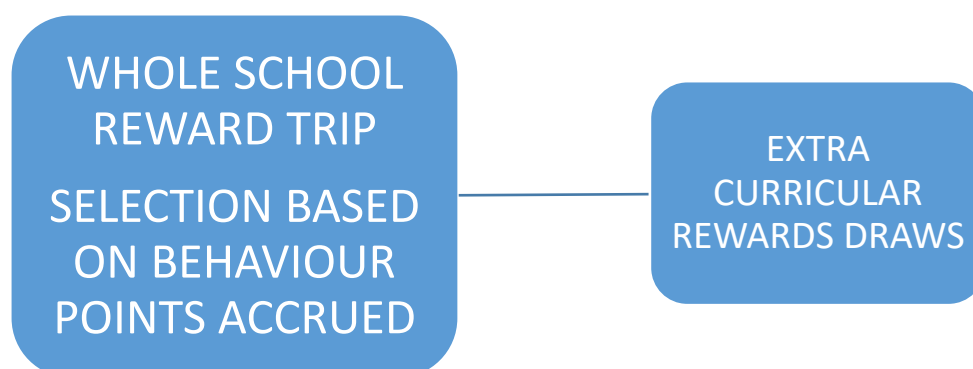 WHOLE SCHOOL
REWARD TRIP
SELECTION BASED
ON BEHAVIOUR
POINTS ACCRUED
EXTRA
CURRICULAR
REWARDS DRAWS